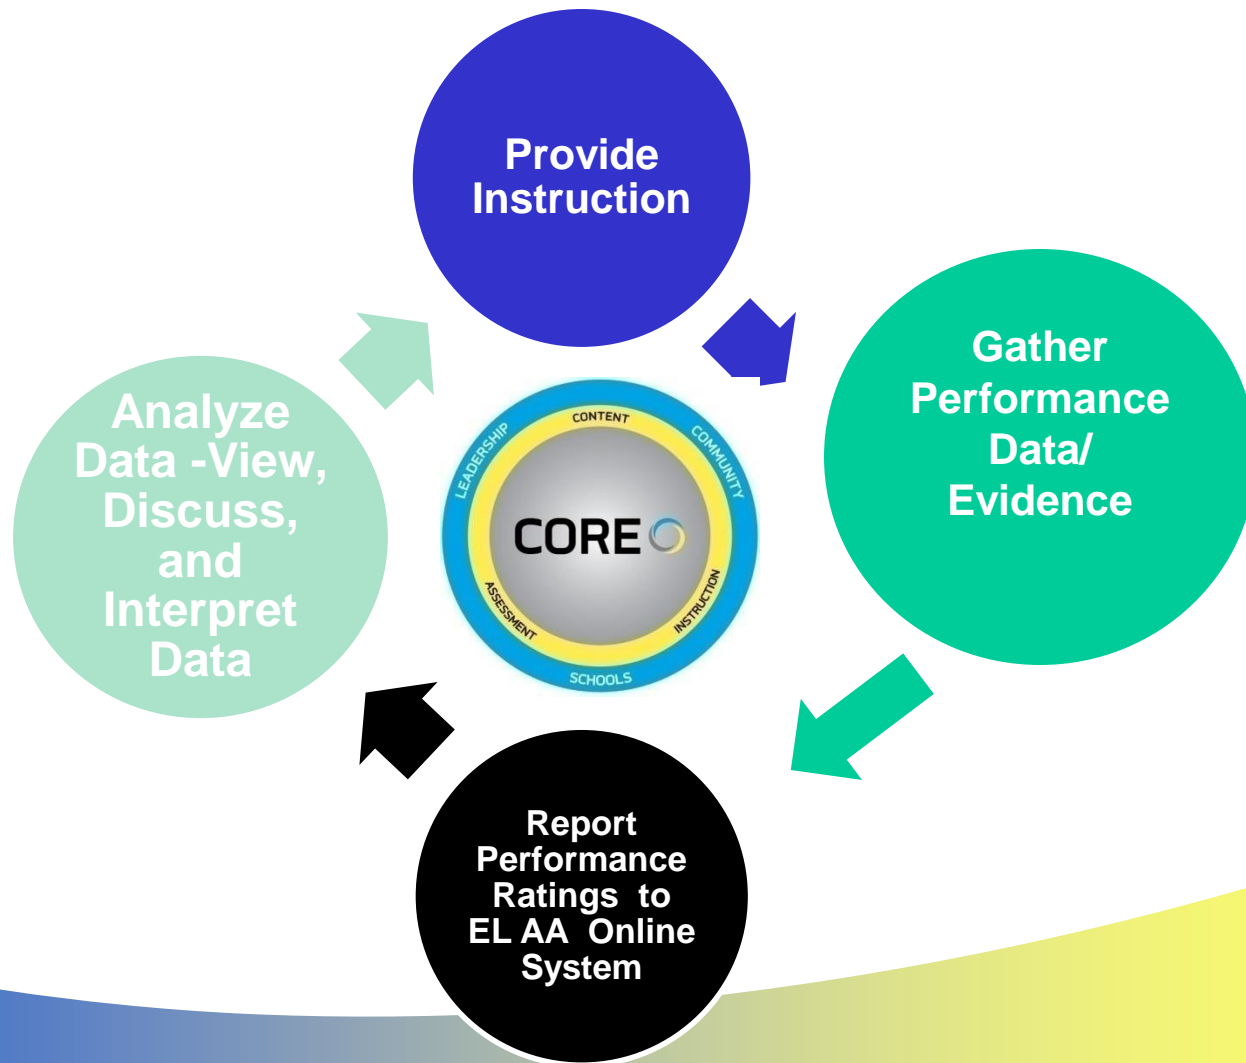 Provide
Instruction
Gather
Performance
Data/
Evidence
Report
Performance
Ratings to
EL AA Online
System
Analyze
Data -View,
Discuss,
and
Interpret
Data
LEADERSHIP
COMMUNITY
SCHOOLS
CONTENT
INSTRUCTION
ASSESSMENT
CORE